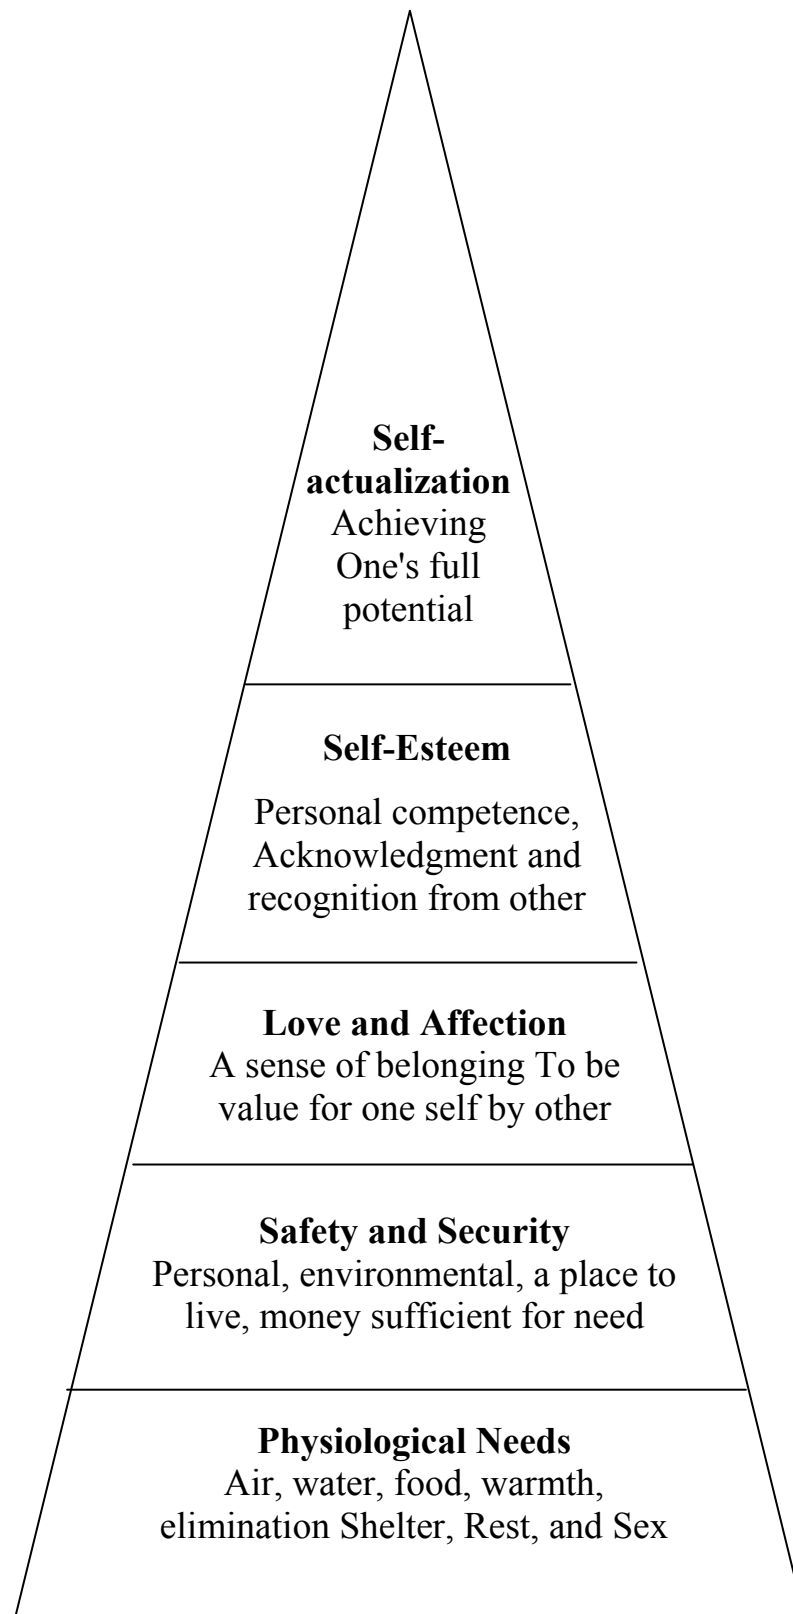 Self-
actualization
Achieving
One's full
potential
Self-Esteem
Personal competence,
Acknowledgment and
recognition from other
Love and Affection
A sense of belonging To be
value for one self by other
Safety and Security
Personal, environmental, a place to
live, money sufficient for need
Physiological Needs
Air, water, food, warmth,
elimination Shelter, Rest, and Sex